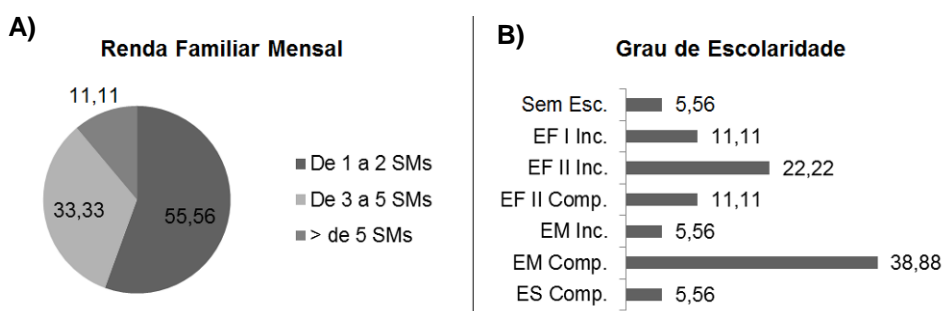 A)
Renda Familiar Mensal
11,11
33,33
55,56
De 1 a 2 SMs
De 3 a 5 SMs
> de 5 SMs
B)
Grau de Escolaridade
Sem Esc. 5,56
EF I Inc. 11,11
EF II Inc. 22,22
EF II Comp. 11,11
EM Inc. 5,56
EM Comp. 38,88
ES Comp. 5,56